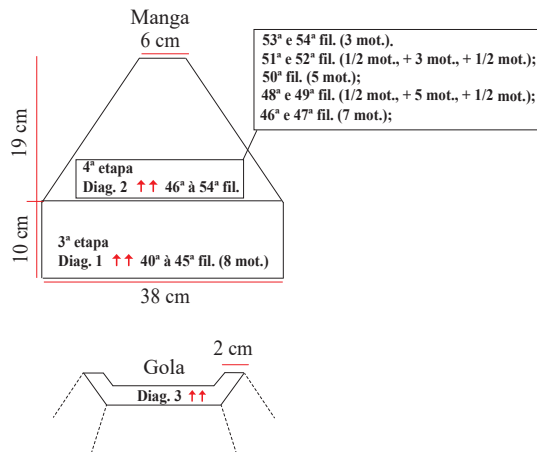 Manga
6 cm
53ª e 54ª fil. (3 mot.).
51ª e 52ª fil. (1/2 mot., + 3 mot., + 1/2 mot.);
50ª fil. (5 mot.);
48ª e 49ª fil. (1/2 mot., + 5 mot., + 1/2 mot.);
46ª e 47ª fil. (7 mot.);
19 cm
4ª etapa
Diag. 2 ↑↑ 46ª à 54ª fil.
10 cm
3ª etapa
Diag. 1 ↑↑ 40ª à 45ª fil. (8 mot.)
38 cm
2 cm
Gola
Diag. 3 ↑↑